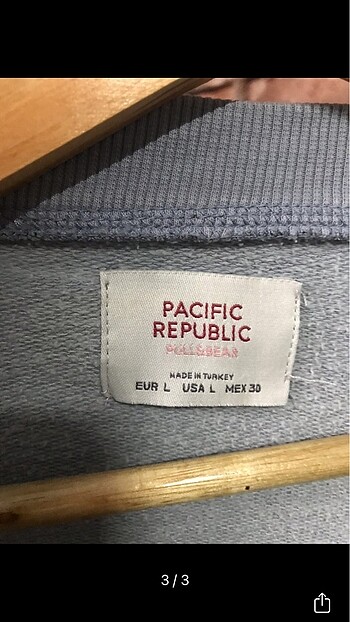 PACIFIC
REPUBLIC
PULL&BEAR
MADE IN TURKEY
EUR L USA L MEX 30
3/3